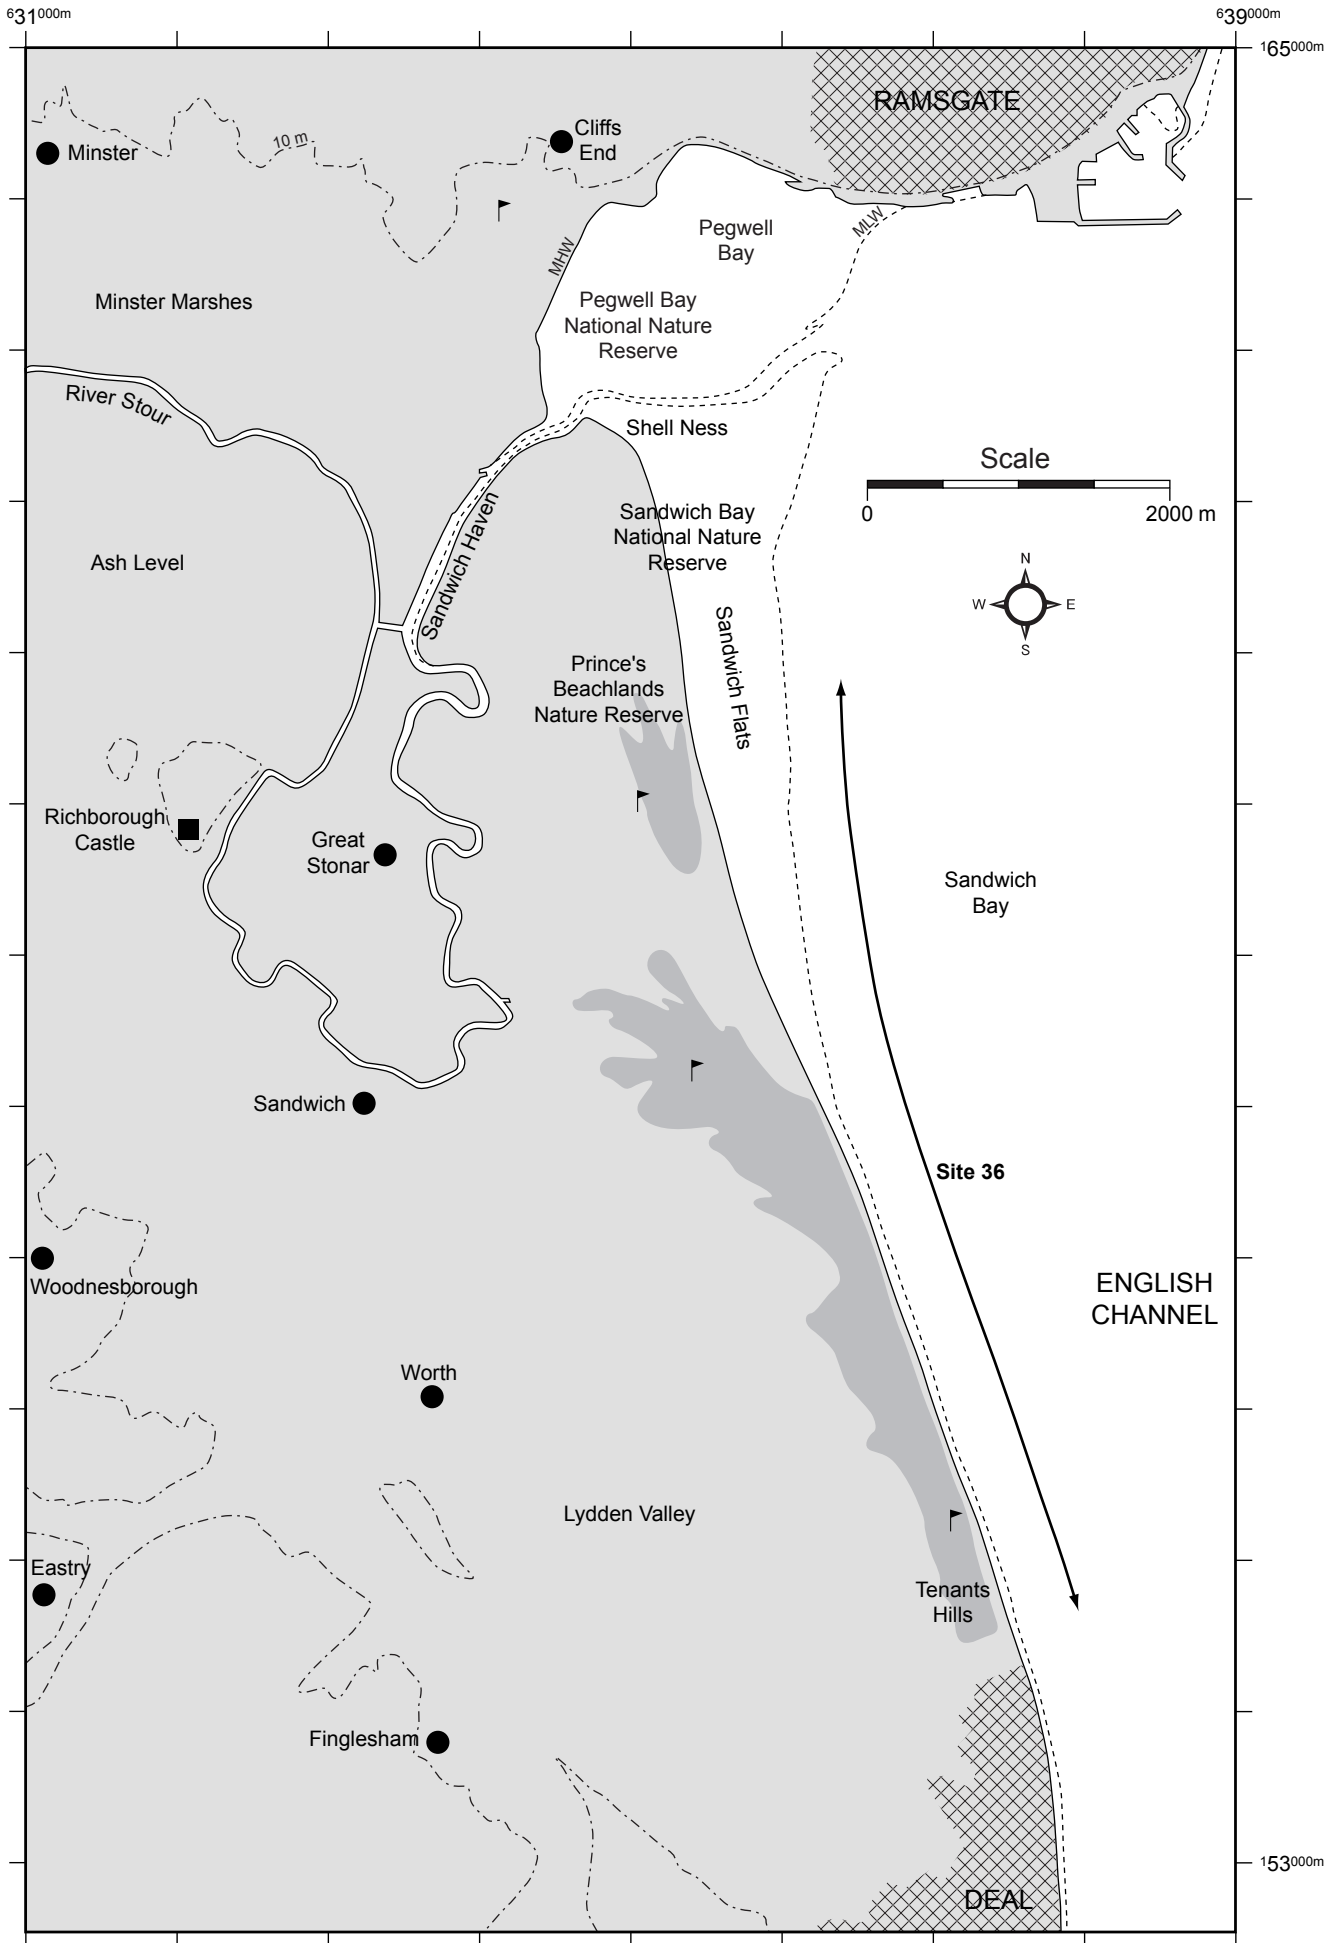 631000m
639000m
165000m
RAMSGATE
Cliffs
End
10 m
Minster
MLW
Pegwell
Bay
MHW
Minster Marshes
Pegwell Bay
National Nature
Reserve
River Stour
Shell Ness
Scale
0
2000 m
Sandwich Bay
National Nature
Reserve
Sandwich Haven
Ash Level
N
W
E
S
Sandwich Flats
Prince's
Beachlands
Nature Reserve
Richborough
Castle
Great
Stonar
Sandwich
Bay
Sandwich
Site 36
Woodnesborough
ENGLISH
CHANNEL
Worth
Lydden Valley
Eastry
Tenants
Hills
Finglesham
153000m
DEAL